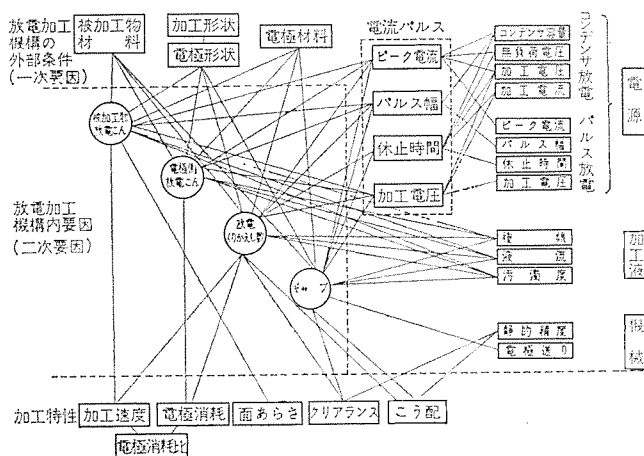 放電加工
機構の
外部条件
(一次要因)
被加工物
材料
加工形状
電極形状
電極材料
電流パルス
ピーク電流
パルス幅
休止時間
加工電圧
コンデンサ容量
無負荷電圧
加工電圧
加工電流
コンデンサ放電
ピーク電流
パルス幅
休止時間
加工電圧
パルス放電
電源
被加工物
放電こん
電極側
放電こん
放電
くりかえし数
ギャップ
放電加工
機構内要因
(二次要因)
種類
液流
汚濁度
加工液
静的精度
電極送り
機械
加工特性
加工速度
電極消耗
面あらさ
クリアランス
こう配
電極消耗比